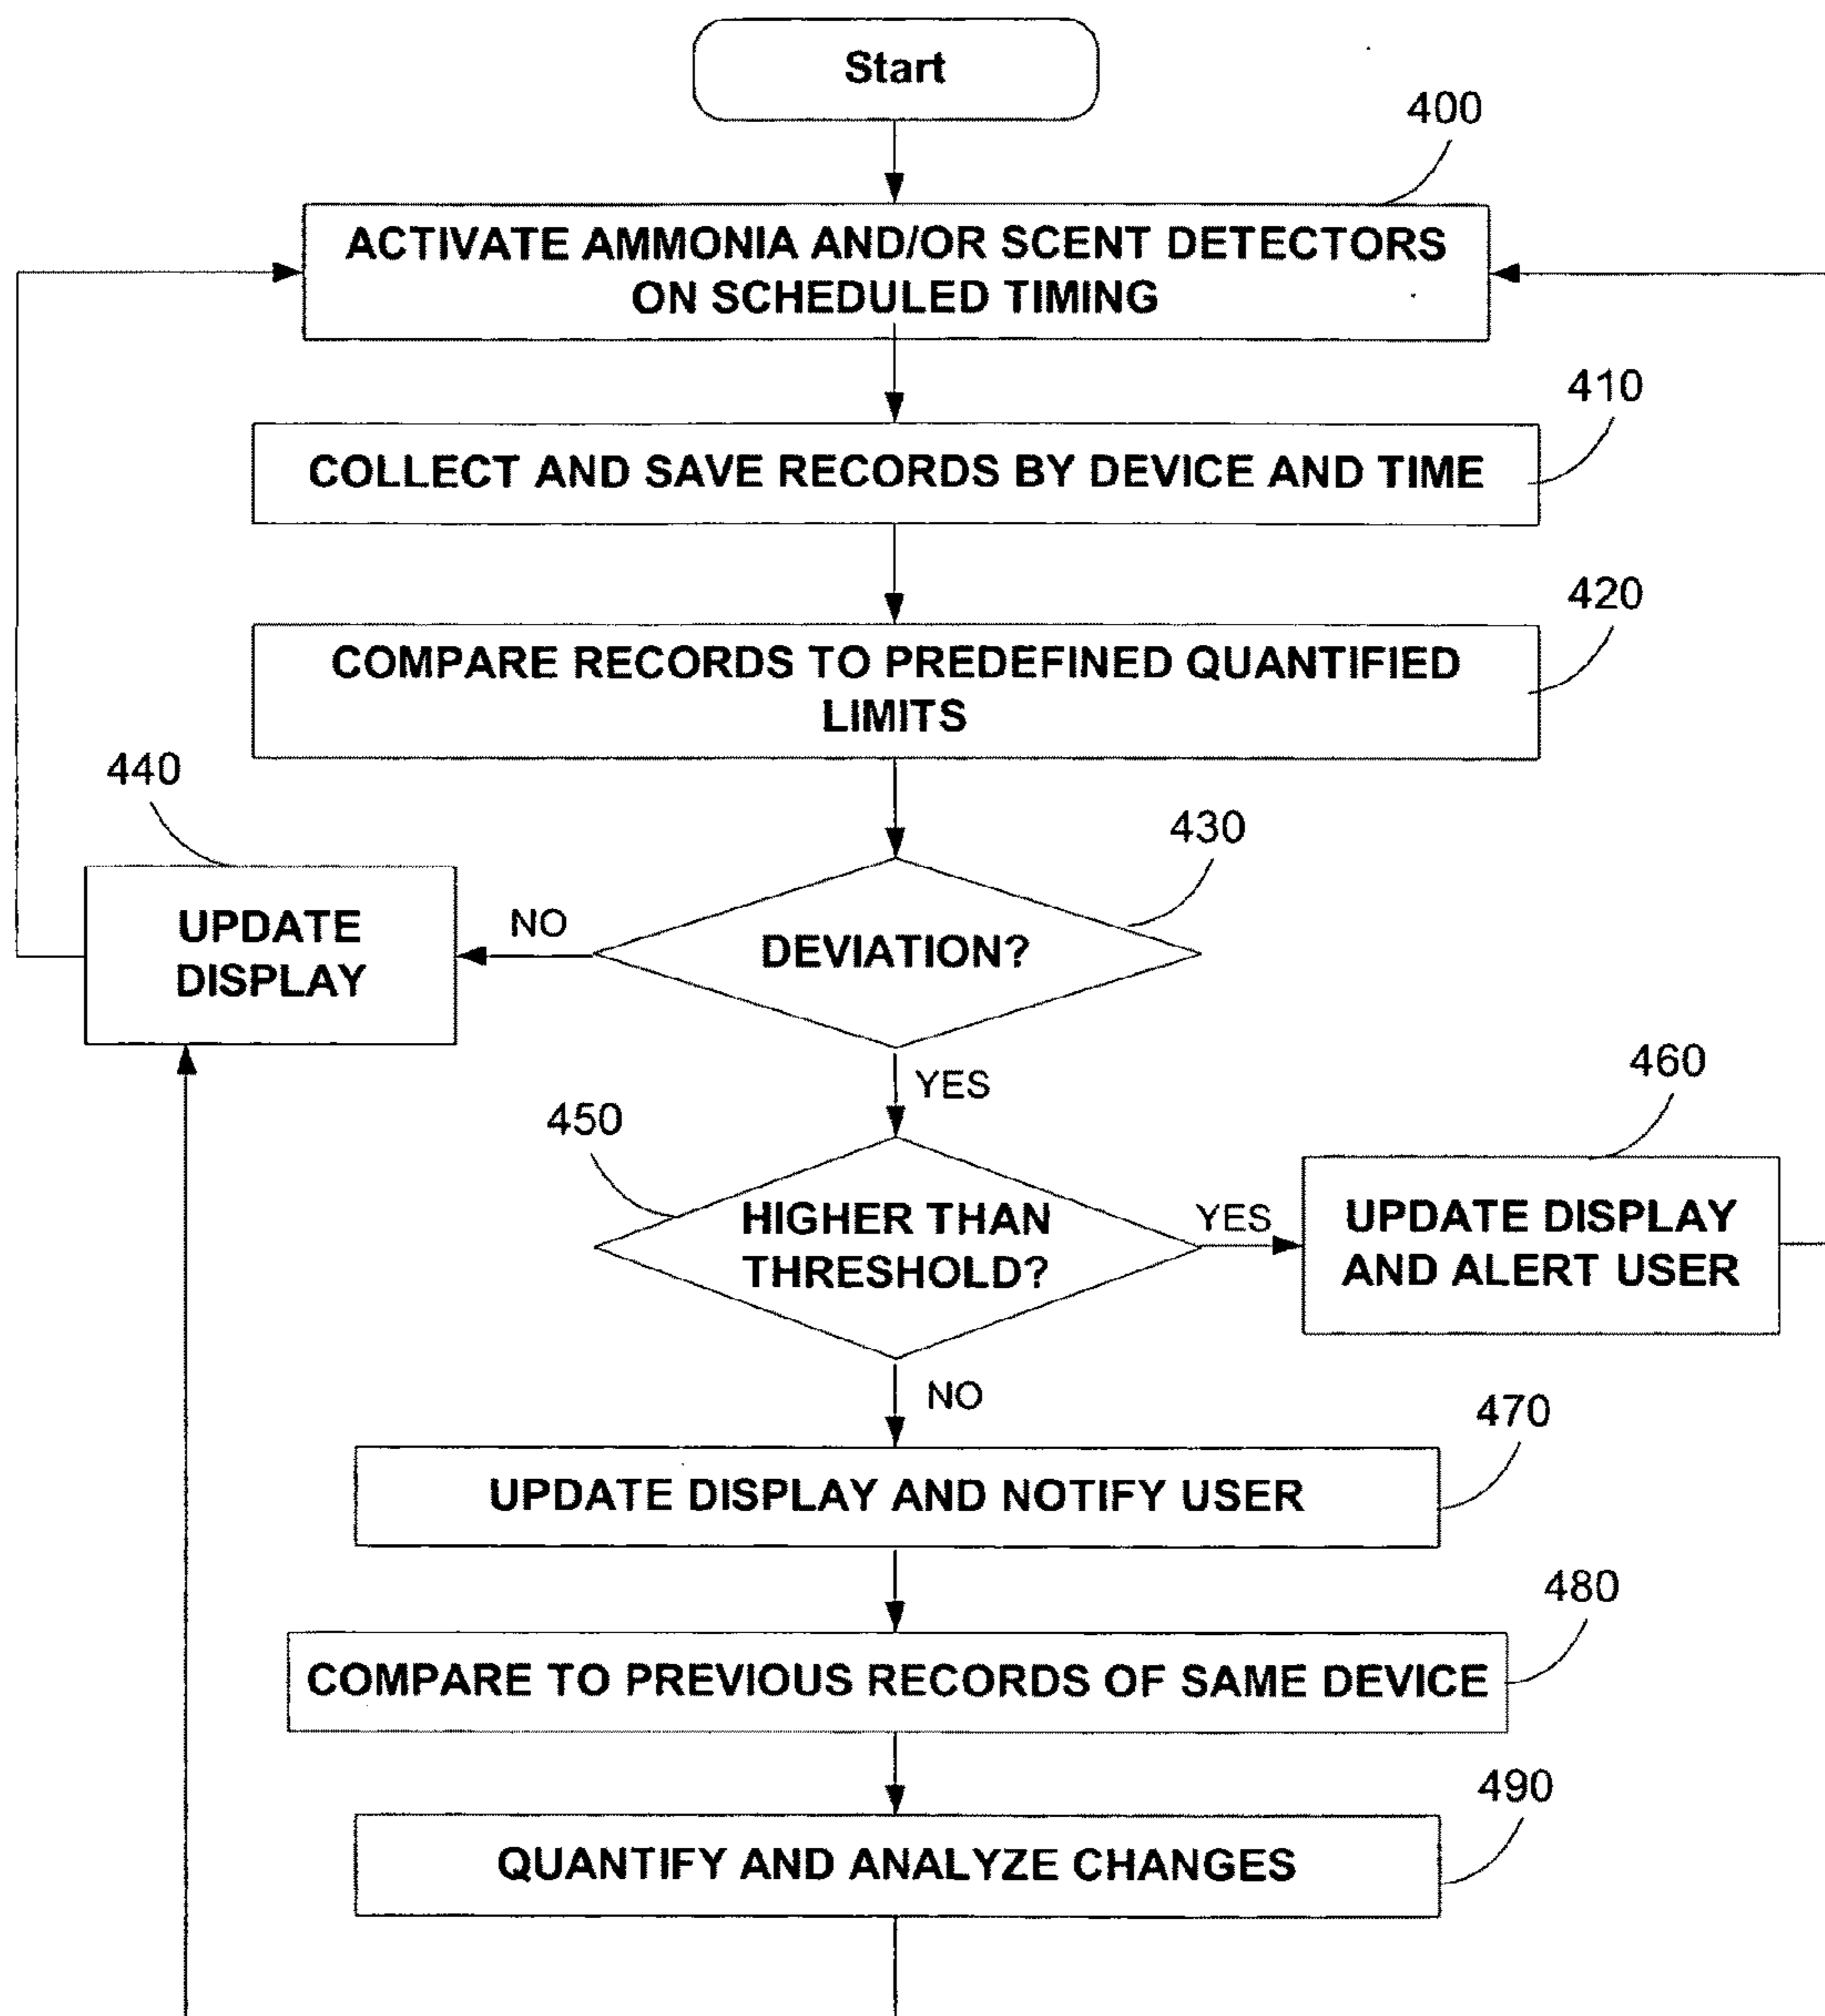 Start
400
ACTIVATE AMMONIA AND/OR SCENT DETECTORS
ON SCHEDULED TIMING
410
COLLECT AND SAVE RECORDS BY DEVICE AND TIME
420
COMPARE RECORDS TO PREDEFINED QUANTIFIED
LIMITS
440
430
UPDATE
DISPLAY
NO
DEVIATION?
YES
460
450
HIGHER THAN
THRESHOLD?
YES
UPDATE DISPLAY
AND ALERT USER
NO
470
UPDATE DISPLAY AND NOTIFY USER
480
COMPARE TO PREVIOUS RECORDS OF SAME DEVICE
490
QUANTIFY AND ANALYZE CHANGES